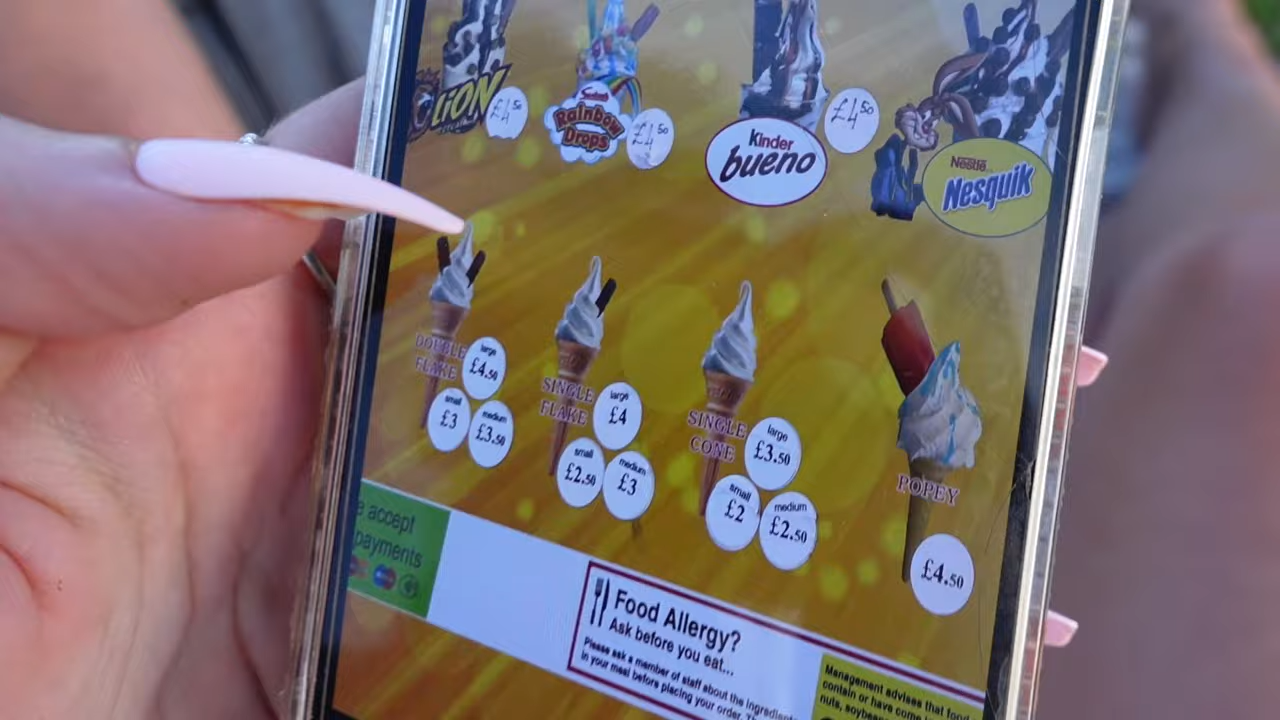 LION
£4.50
Swizzels
Rainbow
Drops
£4.50
Kinder
bueno
£4.50
Nestlé
Nesquik
DOUBLE
FLAKE
large
£4.50
small
£3
medium
£3.50
SINGLE
FLAKE
large
£4
small
£2.50
medium
£3
SINGLE
CONE
large
£3.50
small
£2
medium
£2.50
POPEY
£4.50
e accept
payments
Food Allergy?
Ask before you eat...
Please ask a member of staff about the ingredients
in your meal before placing your order.
Management advises that food
contain or have come
nuts, soybeans